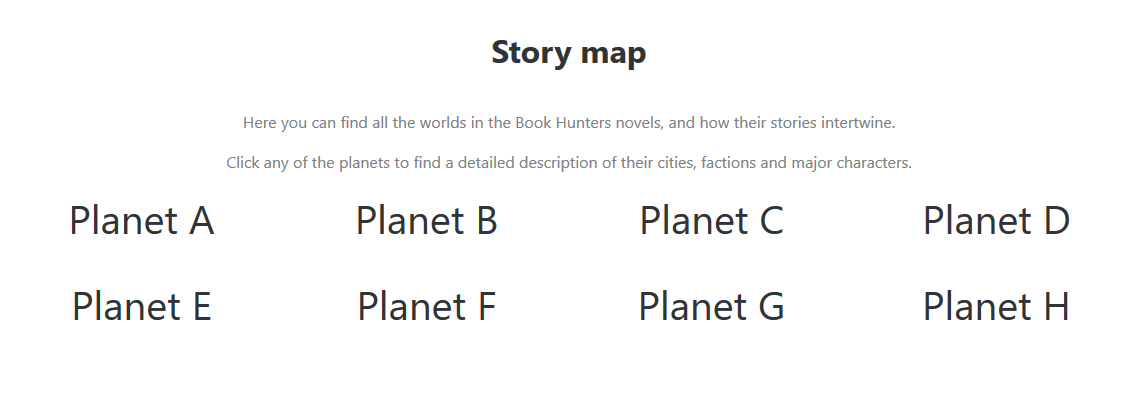 Story map
Here you can find all the worlds in the Book Hunters novels, and how their stories intertwine.
Click any of the planets to find a detailed description of their cities, factions and major characters.
Planet A Planet B Planet C Planet D
Planet E Planet F Planet G Planet H